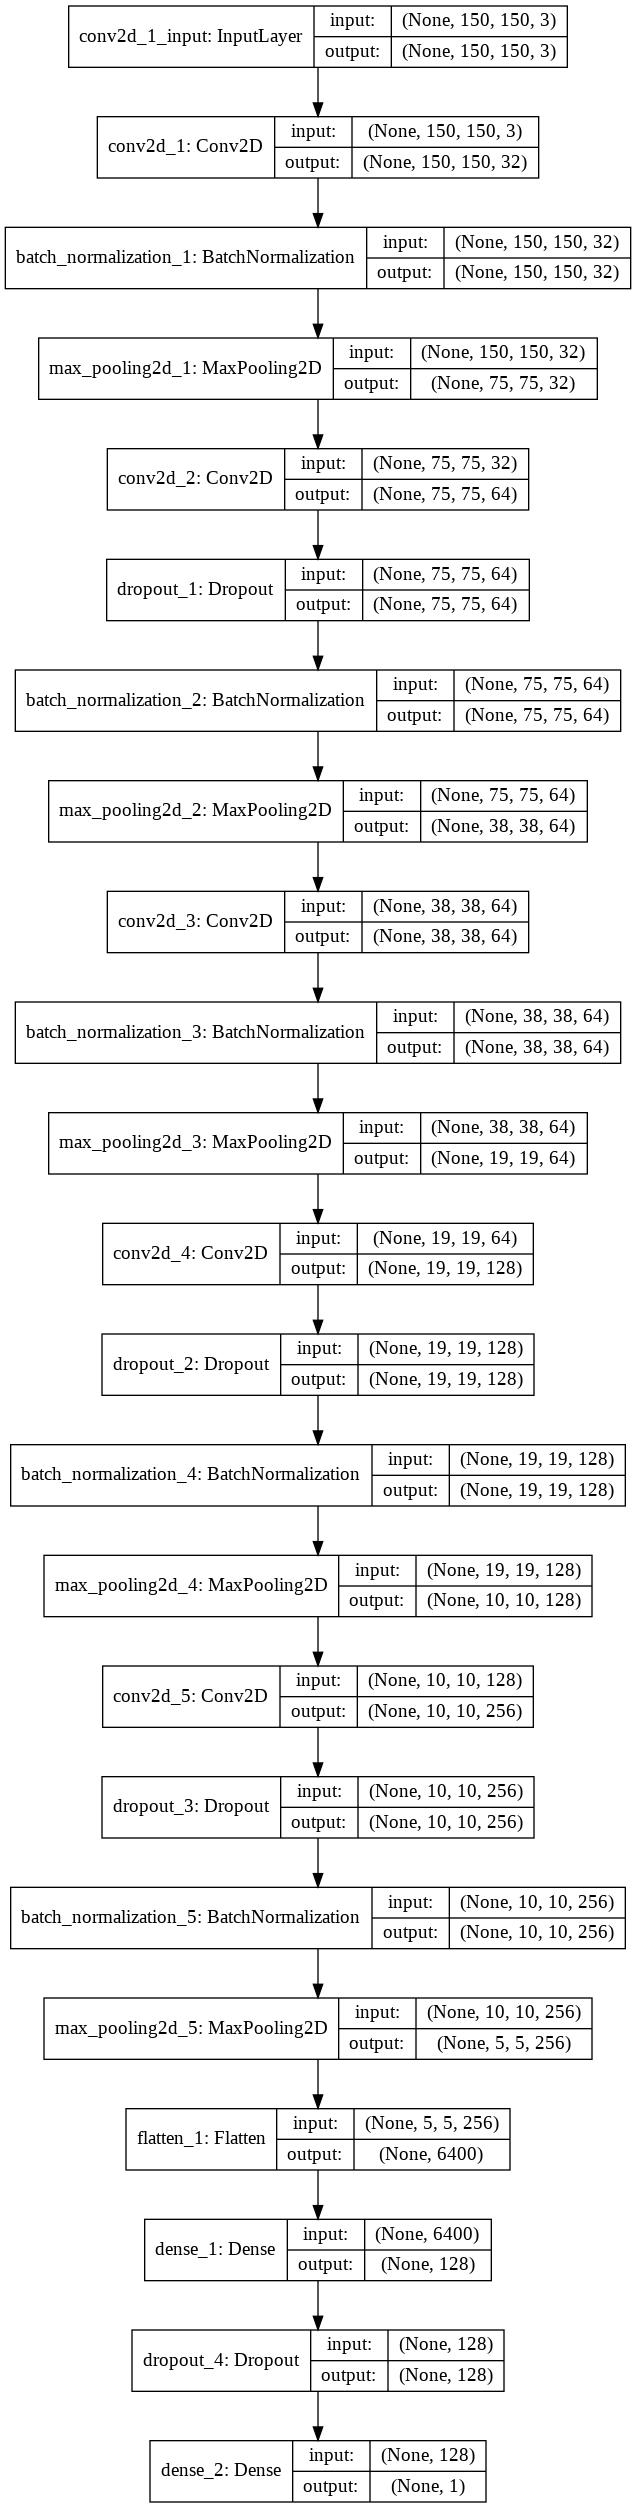 conv2d_1_input: InputLayer
input: (None, 150, 150, 3)
output: (None, 150, 150, 3)
conv2d_1: Conv2D
input: (None, 150, 150, 3)
output: (None, 150, 150, 32)
batch_normalization_1: BatchNormalization
input: (None, 150, 150, 32)
output: (None, 150, 150, 32)
max_pooling2d_1: MaxPooling2D
input: (None, 150, 150, 32)
output: (None, 75, 75, 32)
conv2d_2: Conv2D
input: (None, 75, 75, 32)
output: (None, 75, 75, 64)
dropout_1: Dropout
input: (None, 75, 75, 64)
output: (None, 75, 75, 64)
batch_normalization_2: BatchNormalization
input: (None, 75, 75, 64)
output: (None, 75, 75, 64)
max_pooling2d_2: MaxPooling2D
input: (None, 75, 75, 64)
output: (None, 38, 38, 64)
conv2d_3: Conv2D
input: (None, 38, 38, 64)
output: (None, 38, 38, 64)
batch_normalization_3: BatchNormalization
input: (None, 38, 38, 64)
output: (None, 38, 38, 64)
max_pooling2d_3: MaxPooling2D
input: (None, 38, 38, 64)
output: (None, 19, 19, 64)
conv2d_4: Conv2D
input: (None, 19, 19, 64)
output: (None, 19, 19, 128)
dropout_2: Dropout
input: (None, 19, 19, 128)
output: (None, 19, 19, 128)
batch_normalization_4: BatchNormalization
input: (None, 19, 19, 128)
output: (None, 19, 19, 128)
max_pooling2d_4: MaxPooling2D
input: (None, 19, 19, 128)
output: (None, 10, 10, 128)
conv2d_5: Conv2D
input: (None, 10, 10, 128)
output: (None, 10, 10, 256)
dropout_3: Dropout
input: (None, 10, 10, 256)
output: (None, 10, 10, 256)
batch_normalization_5: BatchNormalization
input: (None, 10, 10, 256)
output: (None, 10, 10, 256)
max_pooling2d_5: MaxPooling2D
input: (None, 10, 10, 256)
output: (None, 5, 5, 256)
flatten_1: Flatten
input: (None, 5, 5, 256)
output: (None, 6400)
dense_1: Dense
input: (None, 6400)
output: (None, 128)
dropout_4: Dropout
input: (None, 128)
output: (None, 128)
dense_2: Dense
input: (None, 128)
output: (None, 1)